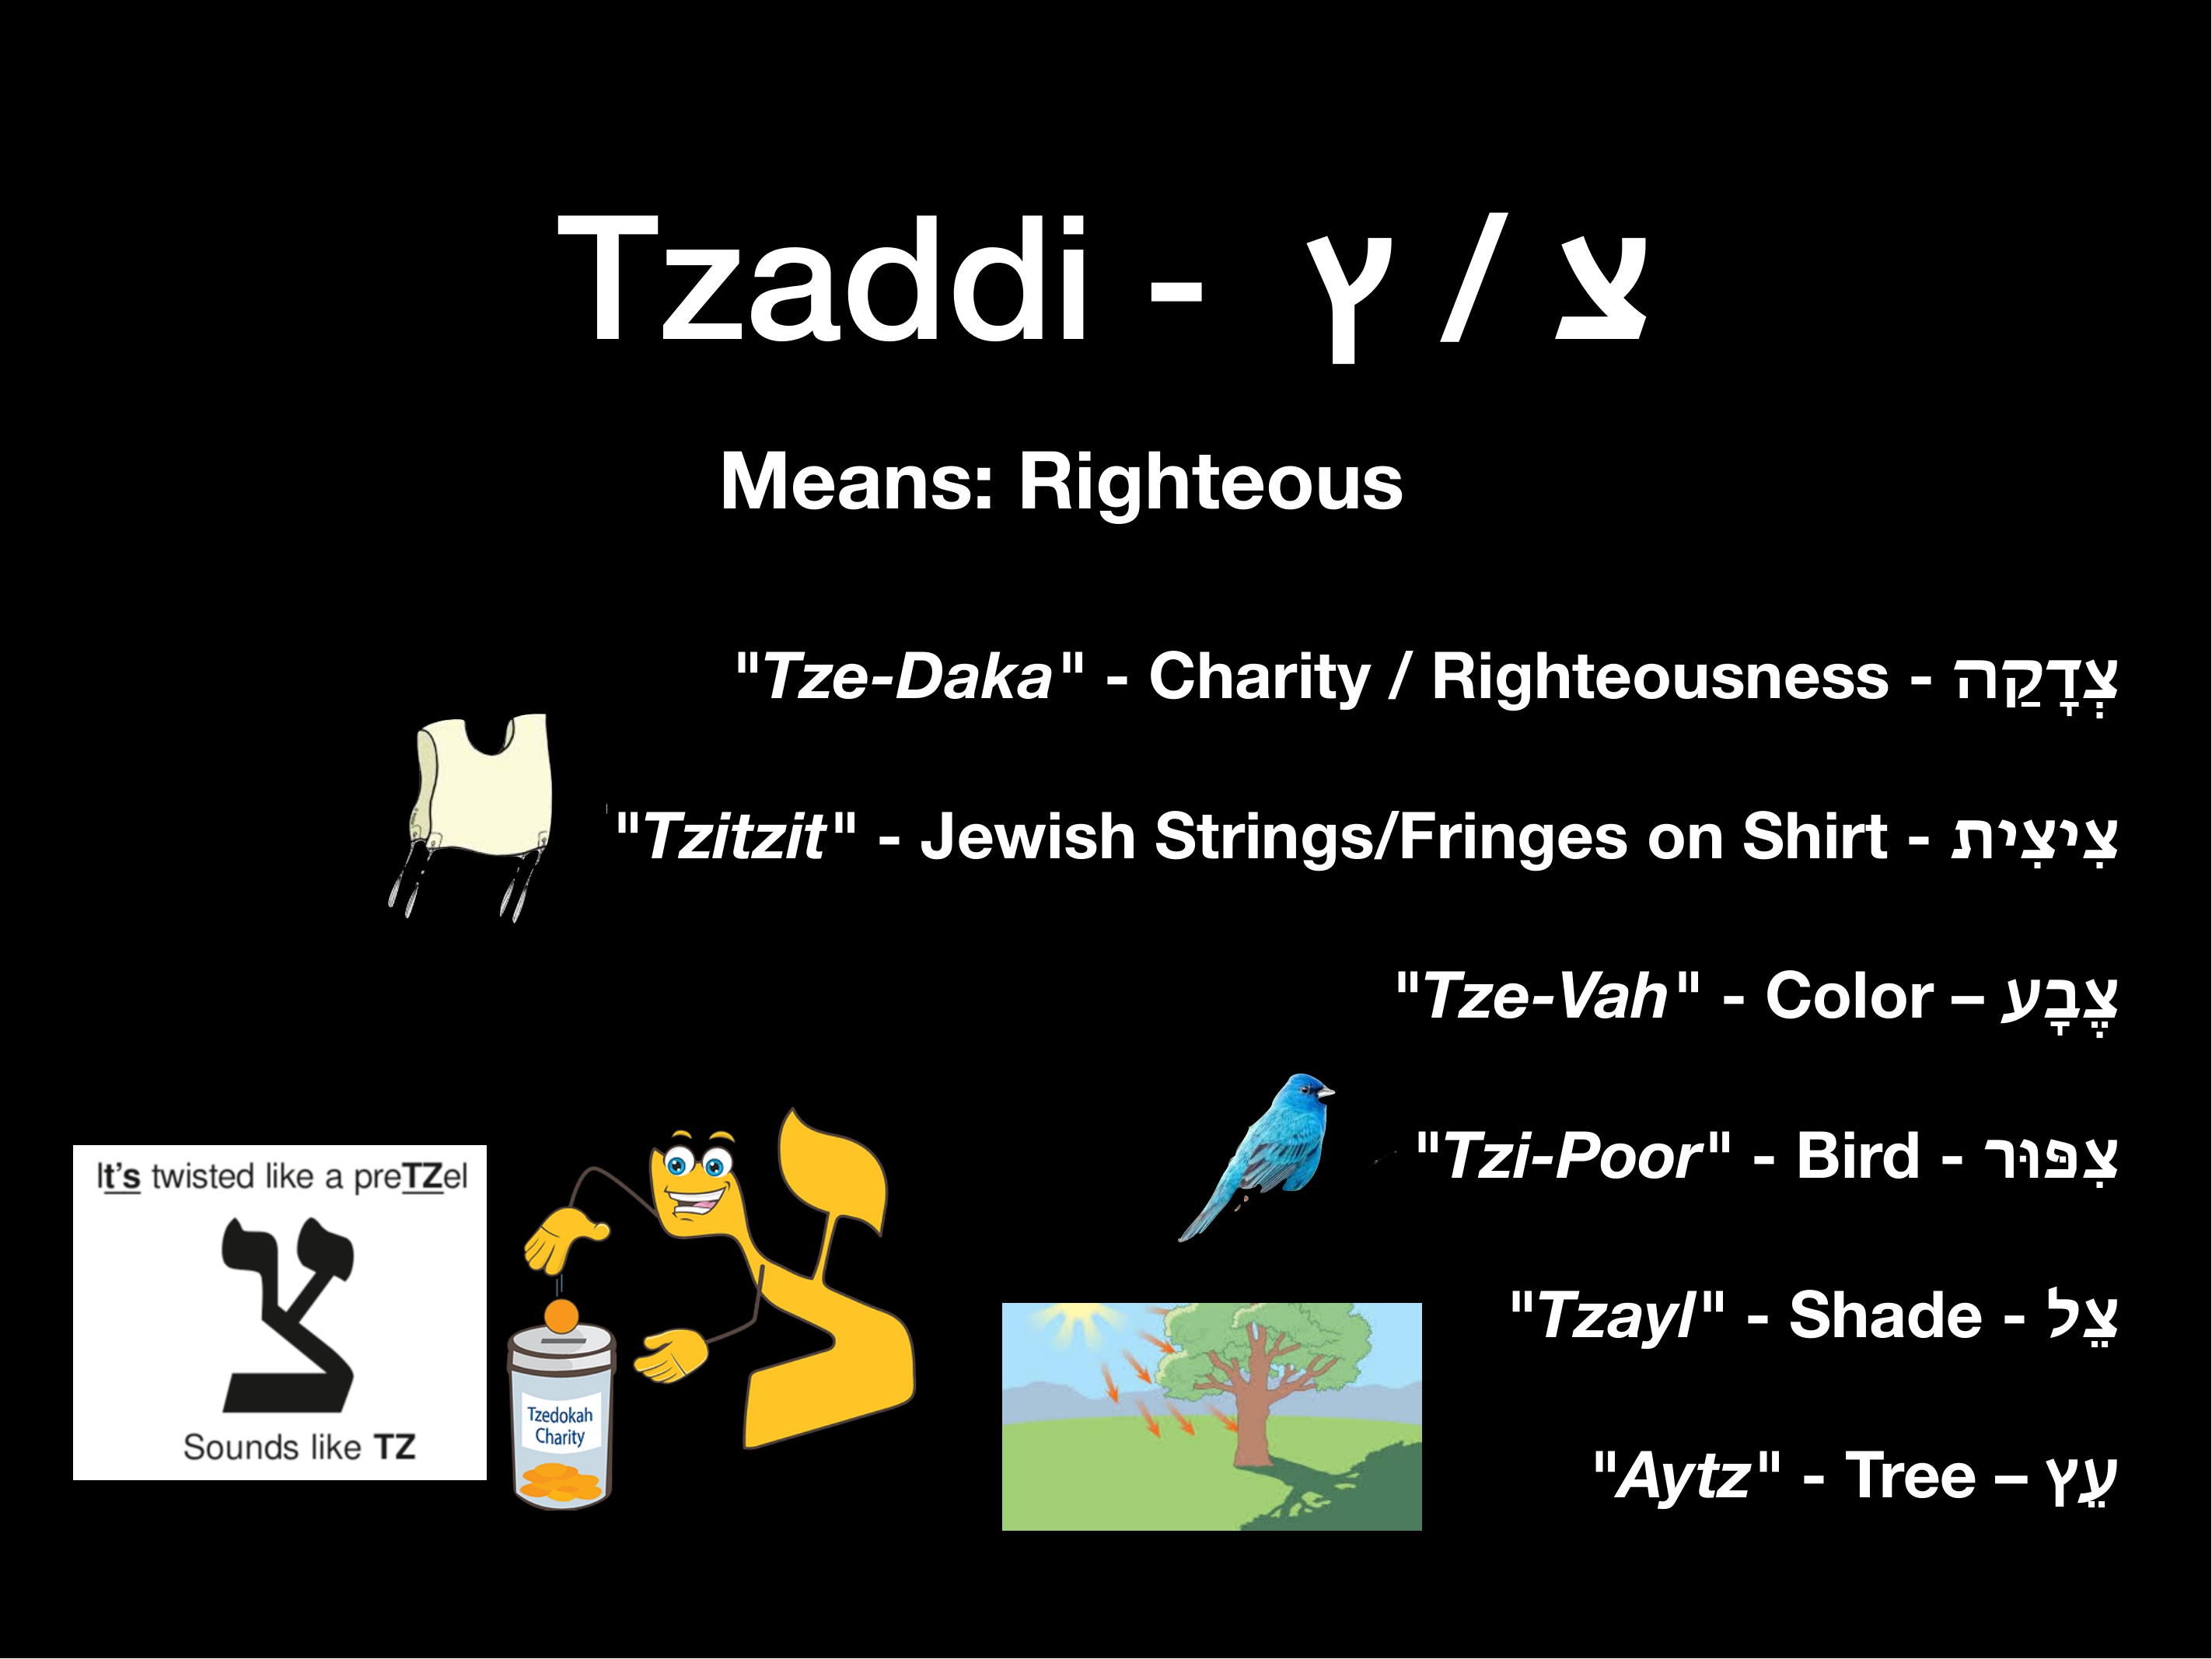 Tzaddi - ץ / צ
Means: Righteous
"Tze-Daka" - Charity / Righteousness - צְדָקַה
"Tzitzit" - Jewish Strings/Fringes on Shirt - צִיצִית
"Tze-Vah" - Color – צֶבָע
"Tzi-Poor" - Bird - צִפּוּר
"Tzayl" - Shade - צֱל
"Aytz" - Tree – עֵץ
It's twisted like a preTZel
צ
Sounds like TZ
Tzedokah
Charity